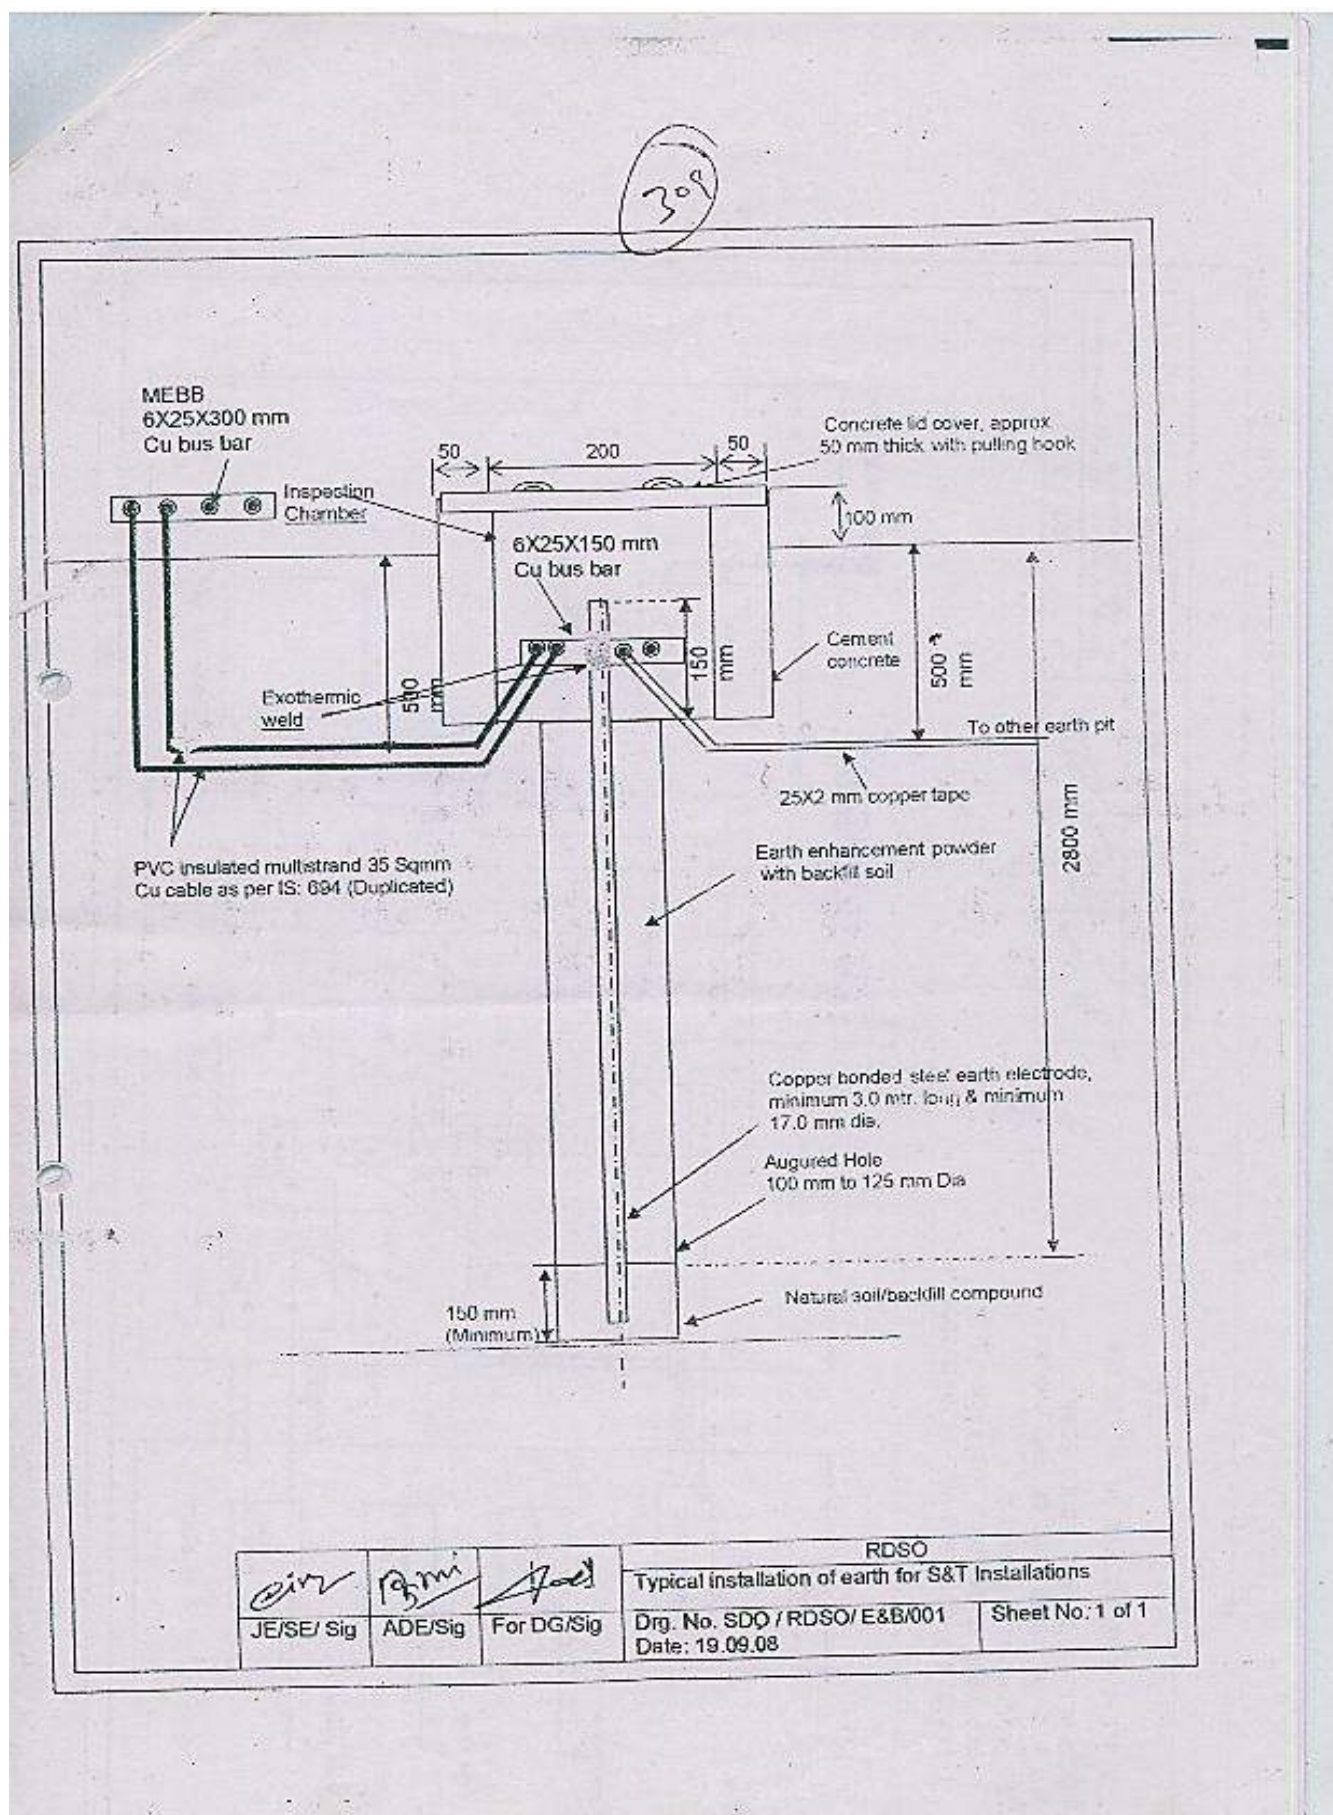 309
MEBB
6X25X300 mm
Cu bus bar
Concrete lid cover, approx
50 mm thick with pulling hook
50
200
50
Inspection
Chamber
100 mm
6X25X150 mm
Cu bus bar
Cement
concrete
150
mm
500
mm
500
mm
Exothermic
weld
To other earth pit
25X2 mm copper tape
2800 mm
PVC insulated multistrand 35 Sqmm
Cu cable as per IS: 694 (Duplicated)
Earth enhancement powder
with backfill soil
Copper bonded steel earth electrode,
minimum 3.0 mtr. long & minimum
17.0 mm dia.
Augured Hole
100 mm to 125 mm Dia
Natural soil/backfill compound
150 mm
(Minimum)
RDSO
Typical installation of earth for S&T Installations
JE/SE/ Sig
ADE/Sig
For DG/Sig
Drg. No. SDO / RDSO/ E&B/001
Sheet No.: 1 of 1
Date: 19.09.08